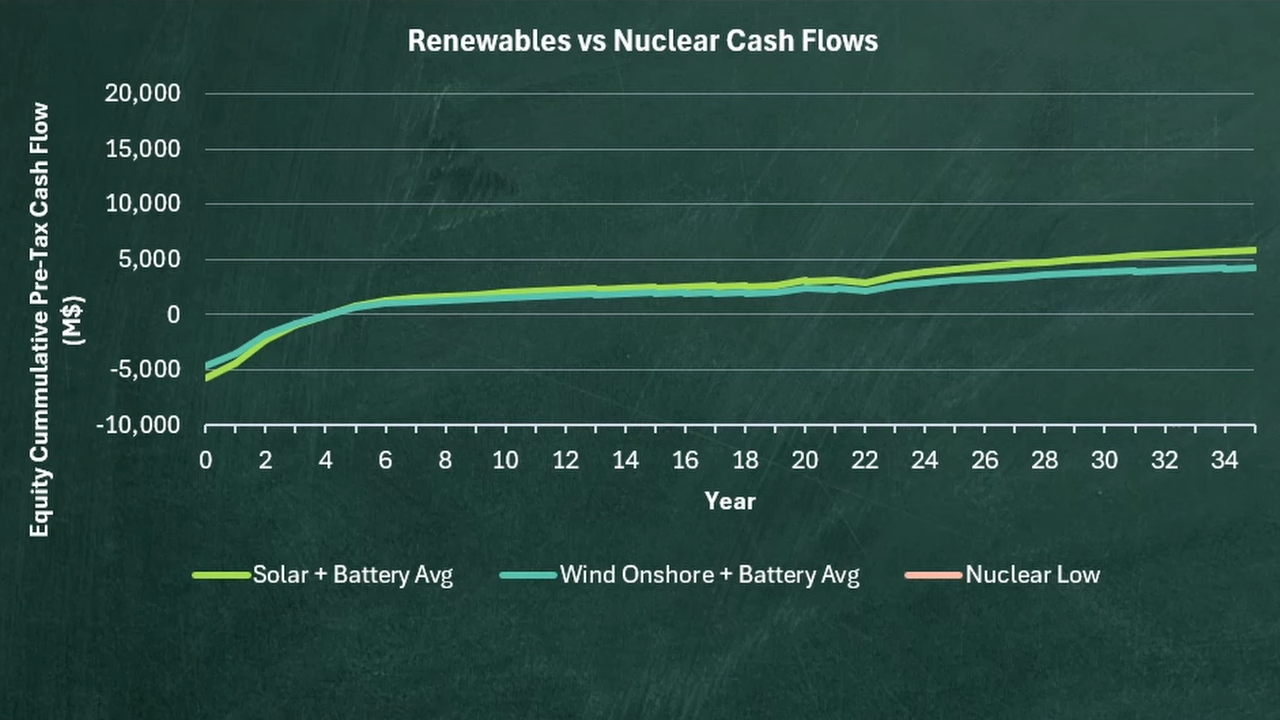 Renewables vs Nuclear Cash Flows
Equity Cummulative Pre-Tax Cash Flow
(M$)
20,000
15,000
10,000
5,000
0
-5,000
-10,000
0 2 4 6 8 10 12 14 16 18 20 22 24 26 28 30 32 34
Year
Solar + Battery Avg Wind Onshore + Battery Avg Nuclear Low